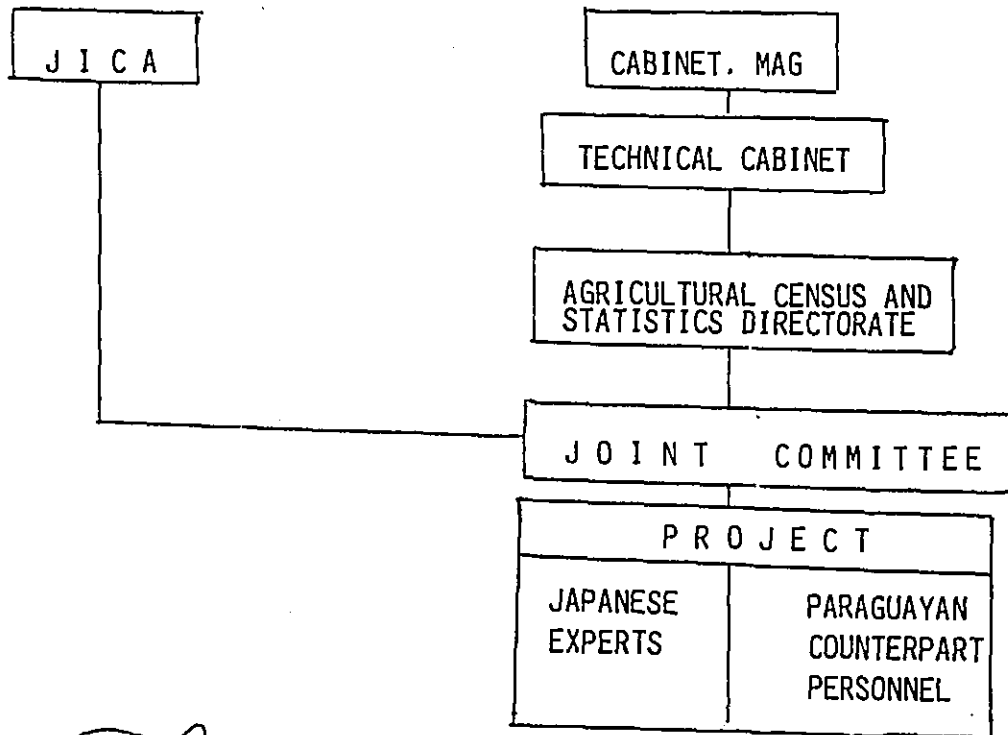 JICA
CABINET. MAG
TECHNICAL CABINET
AGRICULTURAL CENSUS AND
STATISTICS DIRECTORATE
JOINT COMMITTEE
PROJECT
JAPANESE
EXPERTS
PARAGUAYAN
COUNTERPART
PERSONNEL